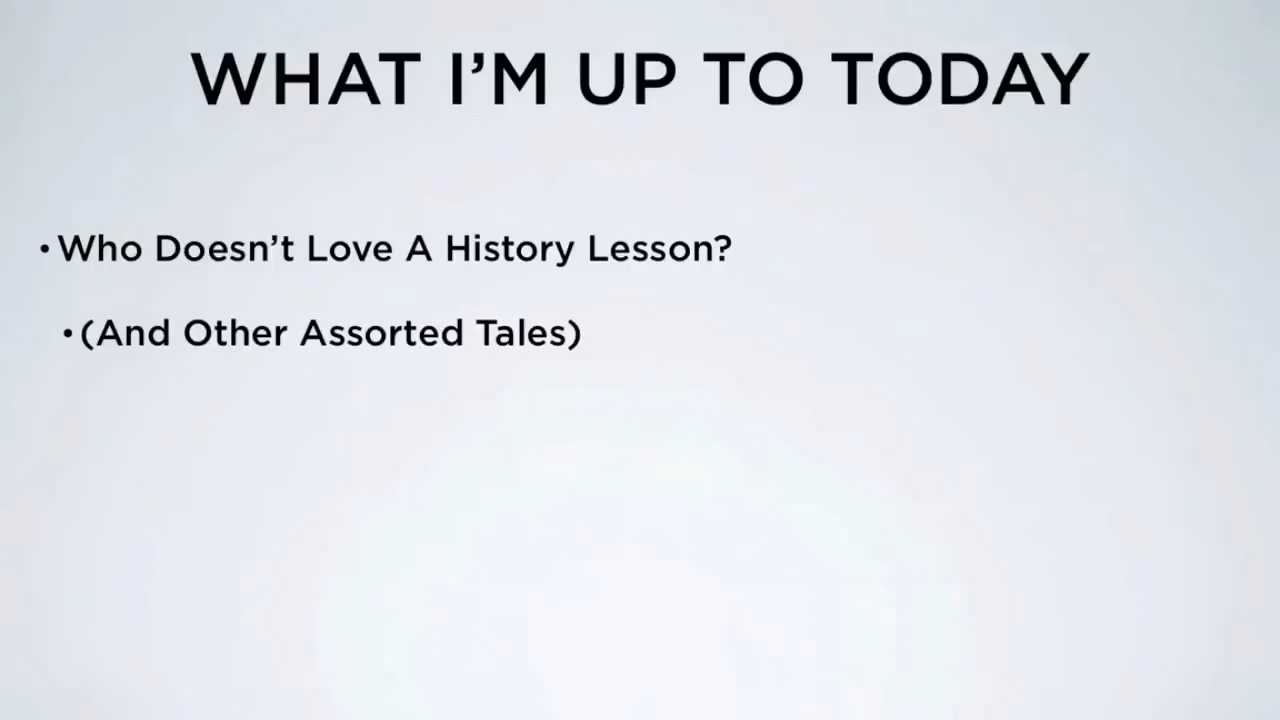 WHAT I’M UP TO TODAY
• Who Doesn’t Love A History Lesson?
• (And Other Assorted Tales)